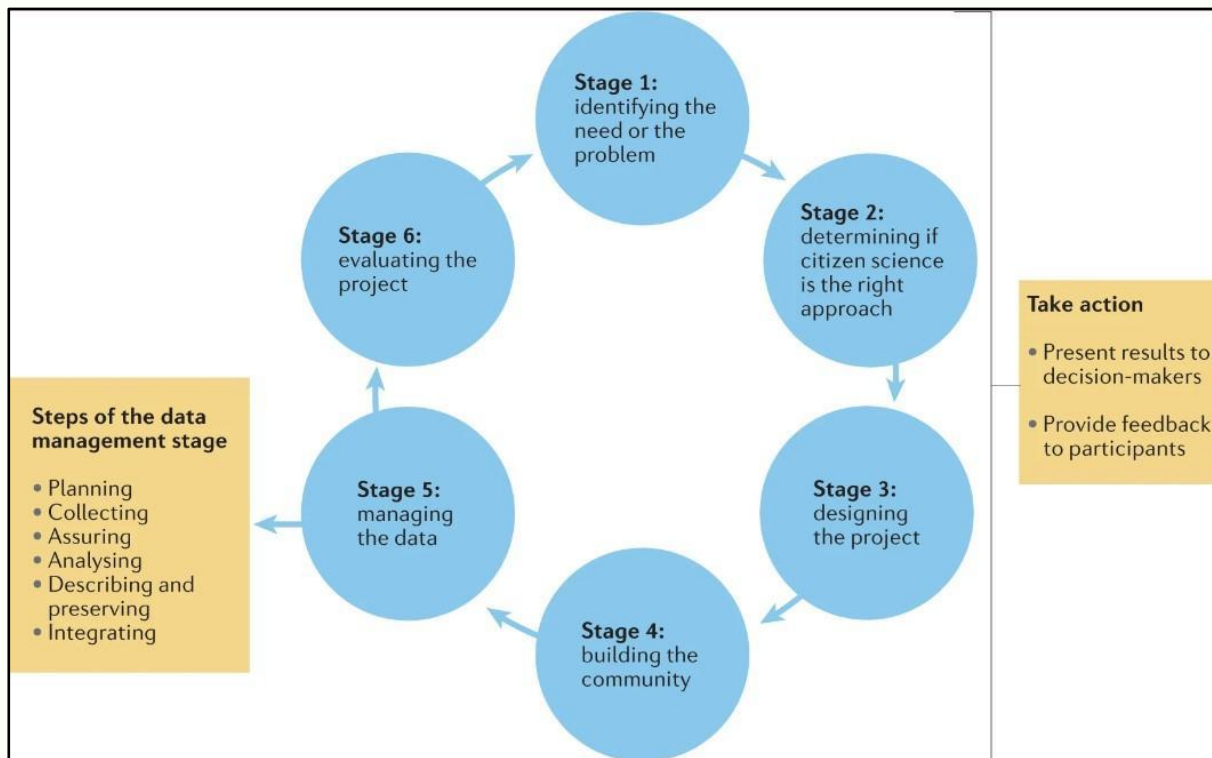 Stage 1:
identifying the
need or the
problem
Stage 2:
determining if
citizen science
is the right
approach
Stage 3:
designing
the project
Stage 4:
building the
community
Stage 5:
managing
the data
Stage 6:
evaluating the
project
Steps of the data
management stage
• Planning
• Collecting
• Assuring
• Analysing
• Describing and
preserving
• Integrating
Take action
• Present results to
decision-makers
• Provide feedback
to participants